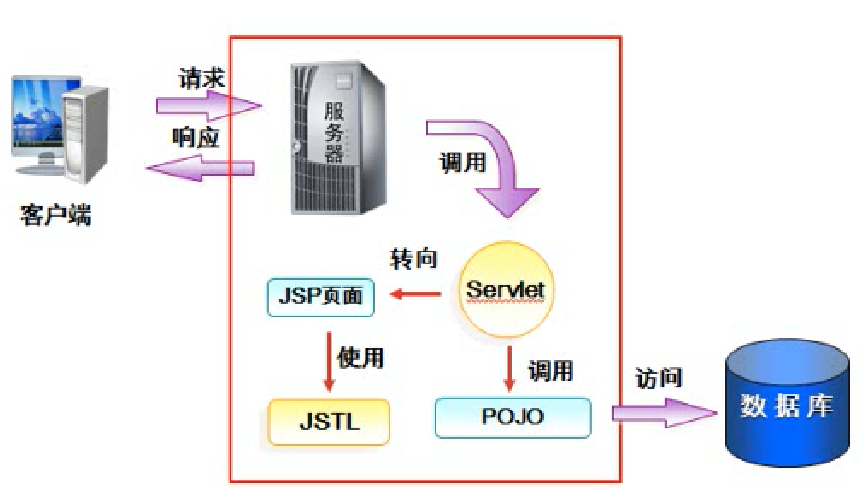 请求
服务器
响应
调用
客户端
转向
Servlet
JSP页面
使用
调用
访问
数据库
JSTL
POJO